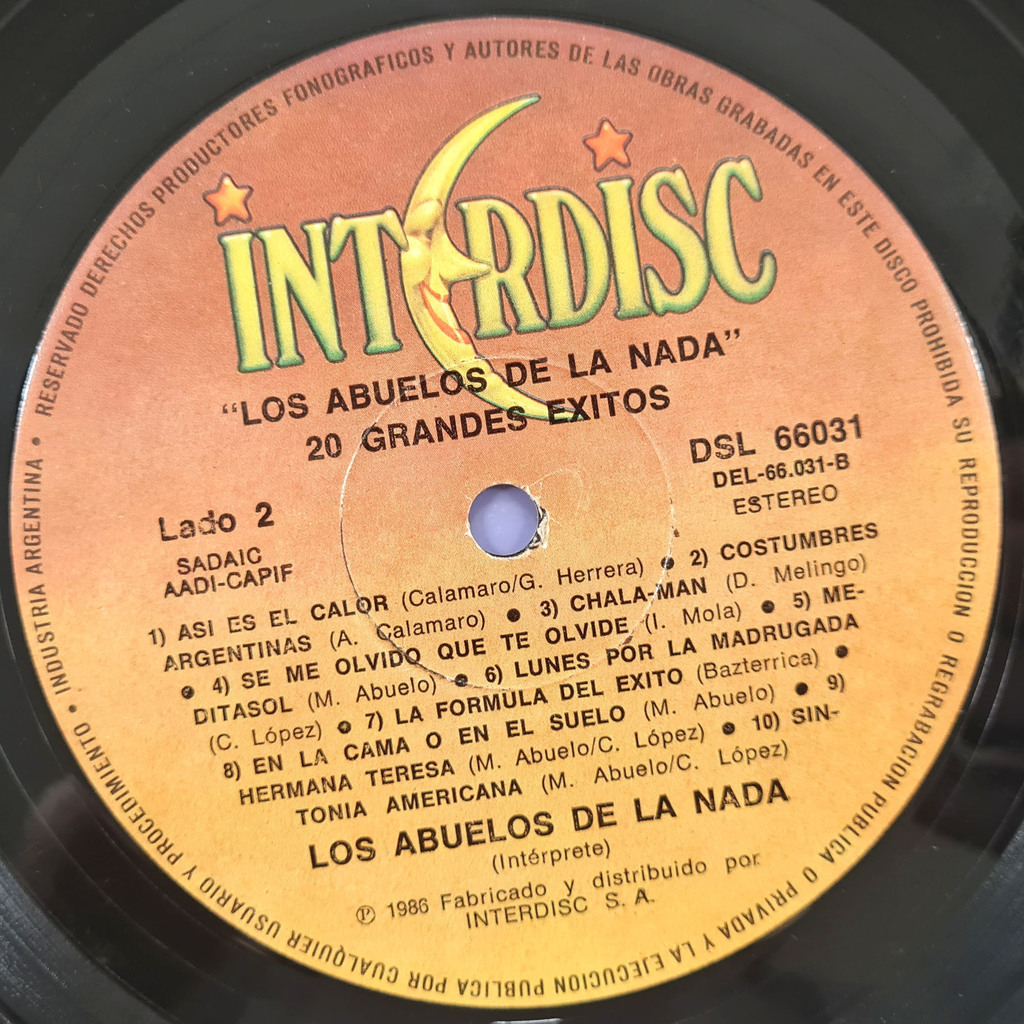 • INDUSTRIA ARGENTINA • RESERVADO DERECHOS PRODUCTORES FONOGRAFICOS Y AUTORES DE LAS OBRAS GRABADAS EN ESTE DISCO PROHIBIDA SU REPRODUCCION O REGRABACION PUBLICA O PRIVADA Y LA EJECUCION PUBLICA POR CUALQUIER USUARIO Y PROCEDIMIENTO
INTERDISC
"LOS ABUELOS DE LA NADA"
20 GRANDES EXITOS
DSL 66031
DEL-66.031-B
ESTEREO
Lado 2
SADAIC
AADI-CAPIF
1) ASI ES EL CALOR (Calamaro/G. Herrera) ● 2) COSTUMBRES
ARGENTINAS (A. Calamaro) ● 3) CHALA-MAN (D. Melingo)
● 4) SE ME OLVIDO QUE TE OLVIDE (I. Mola) ● 5) ME-
DITASOL (M. Abuelo) ● 6) LUNES POR LA MADRUGADA
(C. López) ● 7) LA FORMULA DEL EXITO (Bazterrica) ●
8) EN LA CAMA O EN EL SUELO (M. Abuelo) ● 9)
HERMANA TERESA (M. Abuelo/C. López) ● 10) SIN-
TONIA AMERICANA (M. Abuelo/C. López)
LOS ABUELOS DE LA NADA
(Intérprete)
℗ 1986 Fabricado y distribuido por:
INTERDISC S. A.